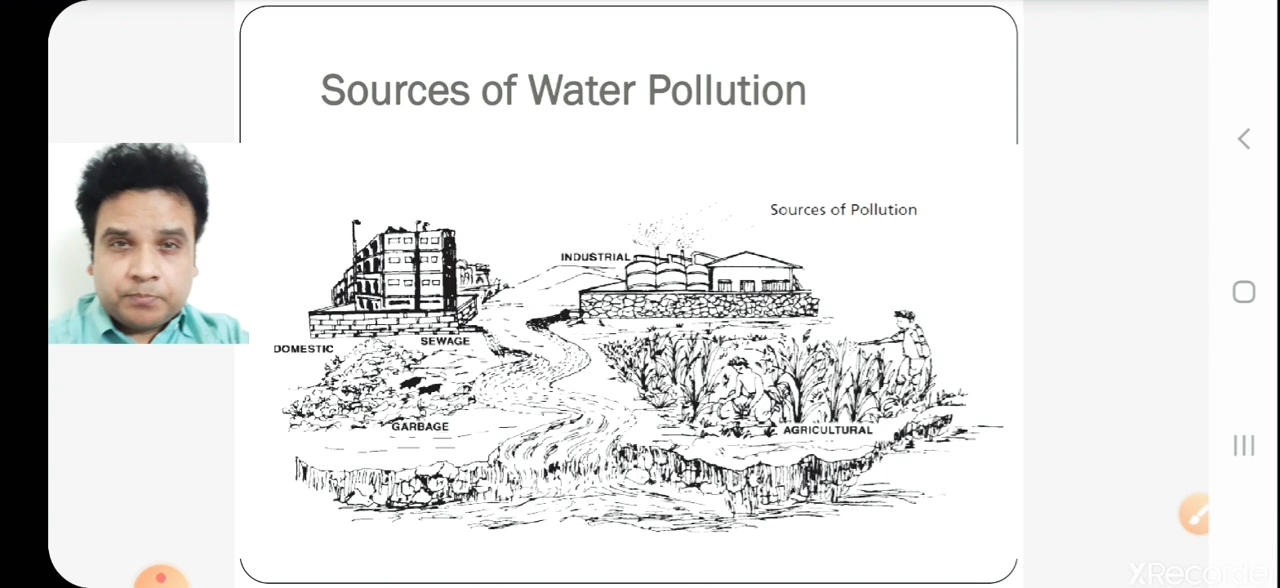 Sources of Water Pollution
Sources of Pollution
INDUSTRIAL
SEWAGE
DOMESTIC
GARBAGE
AGRICULTURAL
XRecorder